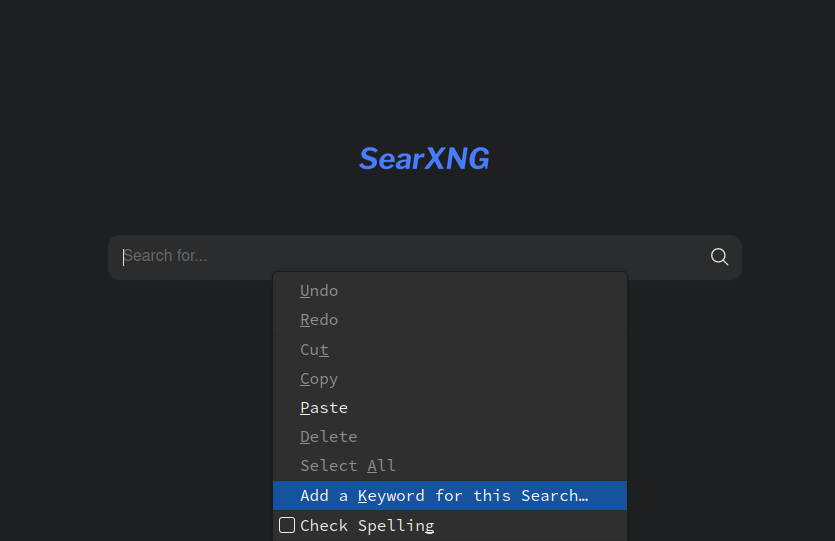 SearXNG
Search for...
Undo
Redo
Cut
Copy
Paste
Delete
Select All
Add a Keyword for this Search…
Check Spelling